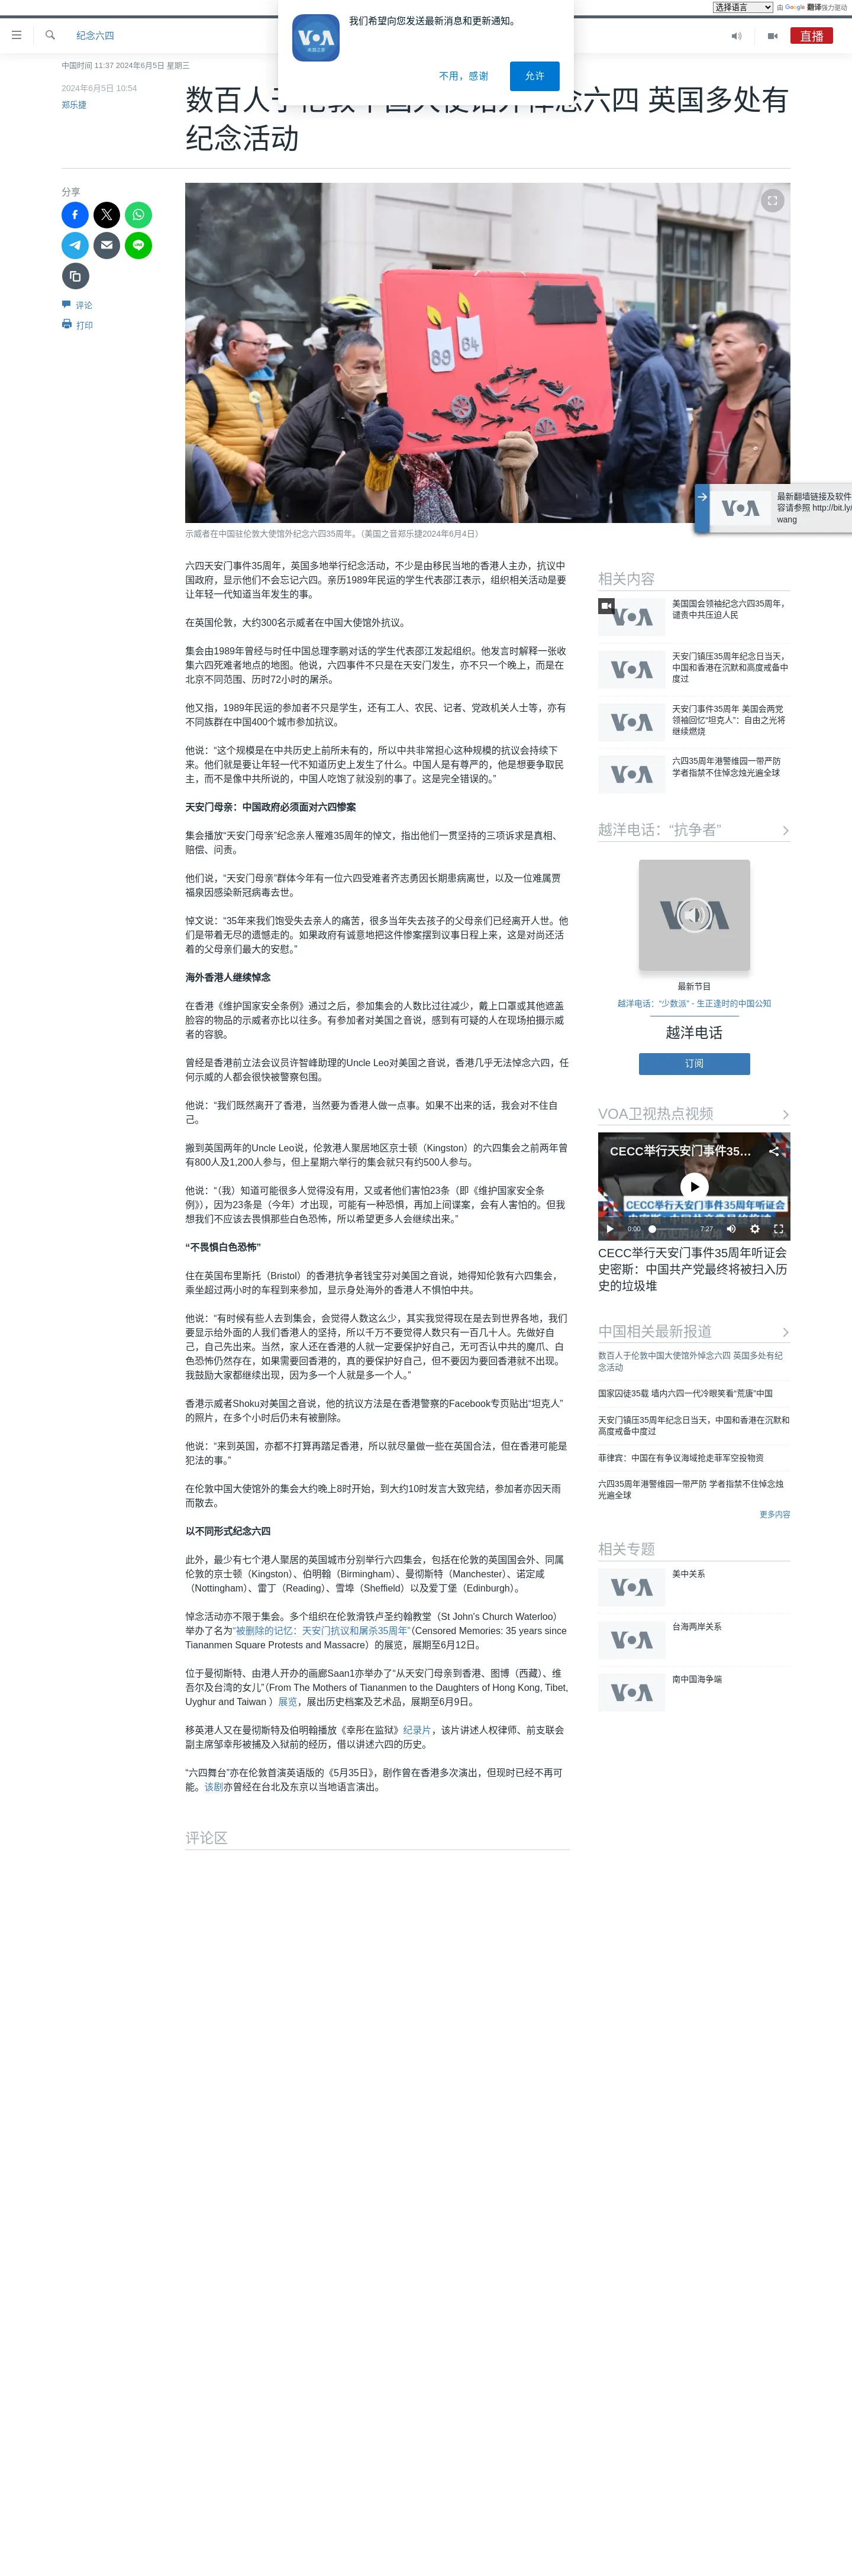 选择语言 由 Google 翻译强力驱动
我们希望向您发送最新消息和更新通知。
不用，感谢 允许
纪念六四
直播
中国时间 11:37 2024年6月5日 星期三
2024年6月5日 10:54
郑乐捷
数百人于伦敦中国大使馆外悼念六四 英国多处有
纪念活动
分享
评论
打印
89 64
示威者在中国驻伦敦大使馆外纪念六四35周年。（美国之音郑乐捷2024年6月4日）
最新翻墙链接及软件
容请参照 http://bit.ly/
wang
六四天安门事件35周年，英国多地举行纪念活动，不少是由移民当地的香港人主办，抗议中
国政府，显示他们不会忘记六四。亲历1989年民运的学生代表邵江表示，组织相关活动是要
让年轻一代知道当年发生的事。
在英国伦敦，大约300名示威者在中国大使馆外抗议。
集会由1989年曾经与时任中国总理李鹏对话的学生代表邵江发起组织。他发言时解释一张收
集六四死难者地点的地图。他说，六四事件不只是在天安门发生，亦不只一个晚上，而是在
北京不同范围、历时72小时的屠杀。
他又指，1989年民运的参加者不只是学生，还有工人、农民、记者、党政机关人士等，亦有
不同族群在中国400个城市参加抗议。
他说：“这个规模是在中共历史上前所未有的，所以中共非常担心这种规模的抗议会持续下
来。他们就是要让年轻一代不知道历史上发生了什么。中国人是有尊严的，他是想要争取民
主，而不是像中共所说的，中国人吃饱了就没别的事了。这是完全错误的。”
天安门母亲：中国政府必须面对六四惨案
集会播放“天安门母亲”纪念亲人罹难35周年的悼文，指出他们一贯坚持的三项诉求是真相、
赔偿、问责。
他们说，“天安门母亲”群体今年有一位六四受难者齐志勇因长期患病离世，以及一位难属贾
福泉因感染新冠病毒去世。
悼文说：“35年来我们饱受失去亲人的痛苦，很多当年失去孩子的父母亲们已经离开人世。他
们是带着无尽的遗憾走的。如果政府有诚意地把这件惨案摆到议事日程上来，这是对尚还活
着的父母亲们最大的安慰。”
海外香港人继续悼念
在香港《维护国家安全条例》通过之后，参加集会的人数比过往减少，戴上口罩或其他遮盖
脸容的物品的示威者亦比以往多。有参加者对美国之音说，感到有可疑的人在现场拍摄示威
者的容貌。
曾经是香港前立法会议员许智峰助理的Uncle Leo对美国之音说，香港几乎无法悼念六四，任
何示威的人都会很快被警察包围。
他说：“我们既然离开了香港，当然要为香港人做一点事。如果不出来的话，我会对不住自
己。
搬到英国两年的Uncle Leo说，伦敦港人聚居地区京士顿（Kingston）的六四集会之前两年曾
有800人及1,200人参与，但上星期六举行的集会就只有约500人参与。
他说：“（我）知道可能很多人觉得没有用，又或者他们害怕23条（即《维护国家安全条
例》），因为23条是（今年）才出现，可能有一种恐惧，再加上间谍案，会有人害怕的。但我
想我们不应该去畏惧那些白色恐怖，所以希望更多人会继续出来。”
“不畏惧白色恐怖”
住在英国布里斯托（Bristol）的香港抗争者钱宝芬对美国之音说，她得知伦敦有六四集会，
乘坐超过两小时的车程到来参加，显示身处海外的香港人不惧怕中共。
他说：“有时候有些人去到集会，会觉得人数这么少，其实我觉得现在是去到世界各地，我们
要显示给外面的人我们香港人的坚持，所以千万不要觉得人数只有一百几十人。先做好自
己，自己先出来。当然，家人还在香港的人就一定要保护好自己，无可否认中共的魔爪、白
色恐怖仍然存在，如果需要回香港的，真的要保护好自己，但不要因为要回香港就不出现。
我鼓励大家都继续出现，因为多一个人就是多一个人。”
香港示威者Shoku对美国之音说，他的抗议方法是在香港警察的Facebook专页贴出“坦克人”
的照片，在多个小时后仍未有被删除。
他说：“来到英国，亦都不打算再踏足香港，所以就尽量做一些在英国合法，但在香港可能是
犯法的事。”
在伦敦中国大使馆外的集会大约晚上8时开始，到大约10时发言大致完结，参加者亦因天雨
而散去。
以不同形式纪念六四
此外，最少有七个港人聚居的英国城市分别举行六四集会，包括在伦敦的英国国会外、同属
伦敦的京士顿（Kingston）、伯明翰（Birmingham）、曼彻斯特（Manchester）、诺定咸
（Nottingham）、雷丁（Reading）、雪埠（Sheffield）以及爱丁堡（Edinburgh）。
悼念活动亦不限于集会。多个组织在伦敦滑铁卢圣约翰教堂（St John's Church Waterloo）
举办了名为“被删除的记忆：天安门抗议和屠杀35周年”（Censored Memories: 35 years since
Tiananmen Square Protests and Massacre）的展览，展期至6月12日。
位于曼彻斯特、由港人开办的画廊Saan1亦举办了“从天安门母亲到香港、图博（西藏）、维
吾尔及台湾的女儿”（From The Mothers of Tiananmen to the Daughters of Hong Kong, Tibet,
Uyghur and Taiwan ）展览，展出历史档案及艺术品，展期至6月9日。
移英港人又在曼彻斯特及伯明翰播放《幸彤在监狱》纪录片，该片讲述人权律师、前支联会
副主席邹幸彤被捕及入狱前的经历，借以讲述六四的历史。
“六四舞台”亦在伦敦首演英语版的《5月35日》，剧作曾在香港多次演出，但现时已经不再可
能。该剧亦曾经在台北及东京以当地语言演出。
评论区
相关内容
美国国会领袖纪念六四35周年，
谴责中共压迫人民
天安门镇压35周年纪念日当天，
中国和香港在沉默和高度戒备中
度过
天安门事件35周年 美国会两党
领袖回忆“坦克人”：自由之光将
继续燃烧
六四35周年港警维园一带严防
学者指禁不住悼念烛光遍全球
越洋电话：“抗争者”
最新节目
越洋电话：“少数派” - 生正逢时的中国公知
越洋电话
订阅
VOA卫视热点视频
CECC举行天安门事件35…
CECC举行天安门事件35周年听证会
0:00 7:27
CECC举行天安门事件35周年听证会
史密斯：中国共产党最终将被扫入历
史的垃圾堆
中国相关最新报道
数百人于伦敦中国大使馆外悼念六四 英国多处有纪
念活动
国家囚徒35载 墙内六四一代冷眼笑看“荒唐”中国
天安门镇压35周年纪念日当天，中国和香港在沉默和
高度戒备中度过
菲律宾：中国在有争议海域抢走菲军空投物资
六四35周年港警维园一带严防 学者指禁不住悼念烛
光遍全球
更多内容
相关专题
美中关系
台海两岸关系
南中国海争端